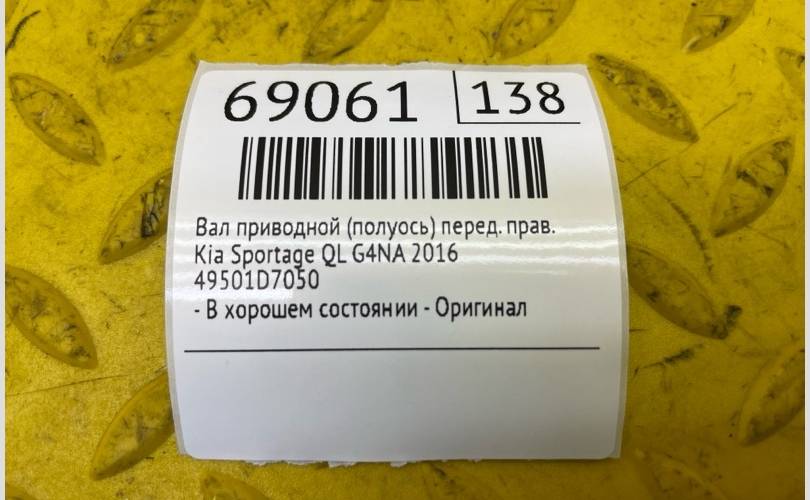 69061 138
Вал приводной (полуось) перед. прав.
Kia Sportage QL G4NA 2016
49501D7050
- В хорошем состоянии - Оригинал